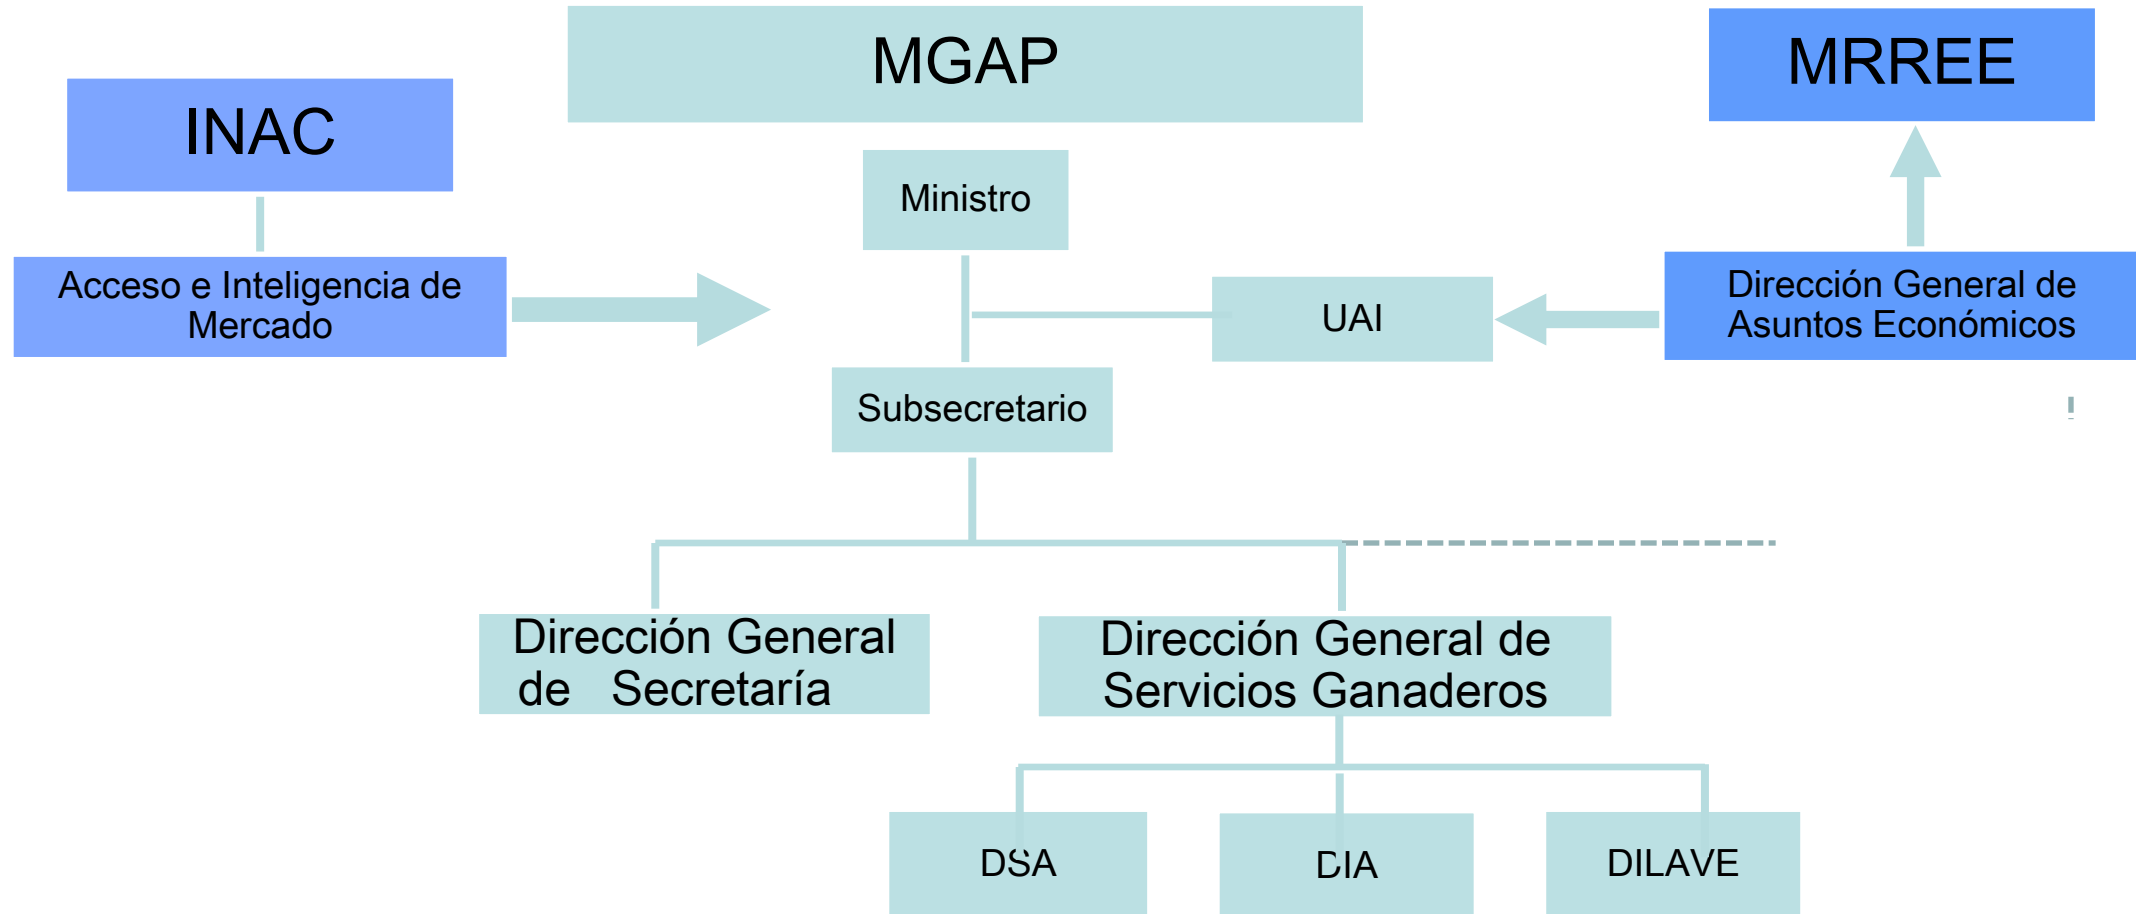 MGAP
MRREE
INAC
Ministro
Acceso e Inteligencia de
Mercado
UAI
Dirección General de
Asuntos Económicos
Subsecretario
Dirección General
de Secretaría
Dirección General de
Servicios Ganaderos
DSA
DIA
DILAVE